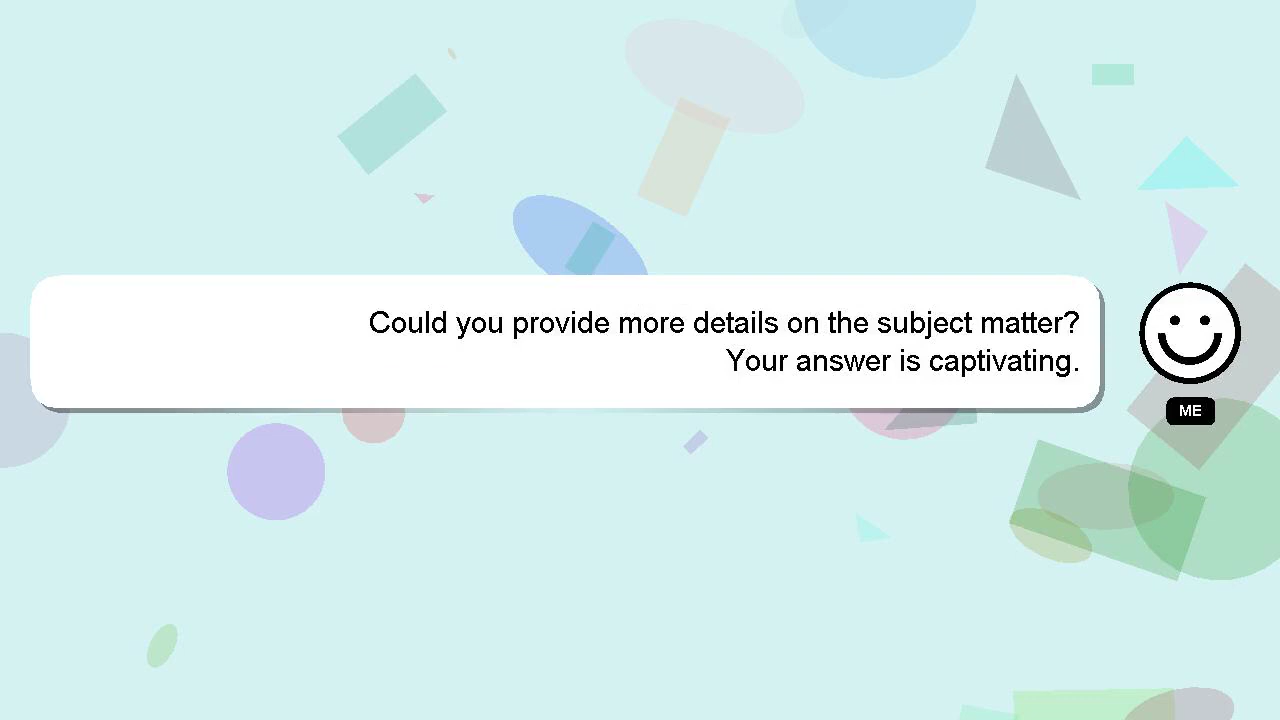 Could you provide more details on the subject matter?
Your answer is captivating.
ME